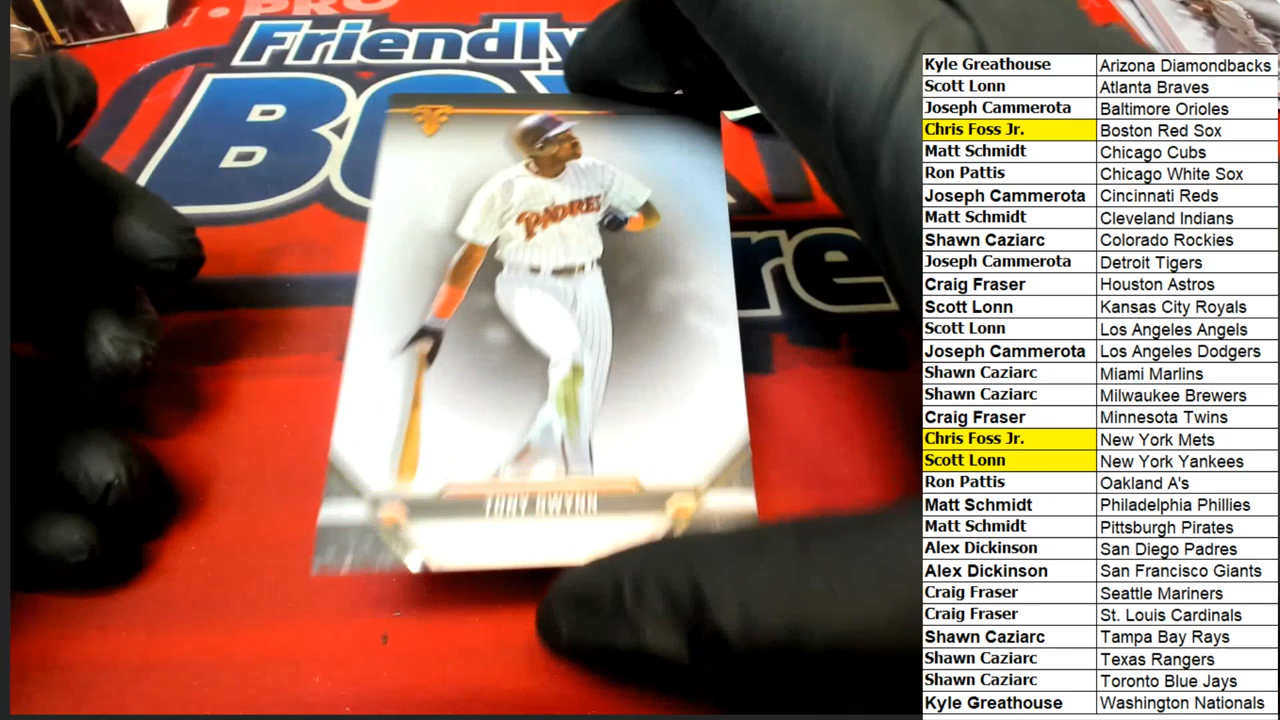 PRO
Friendly
BO
re
PADRES
TONY GWYNN
Kyle Greathouse Arizona Diamondbacks
Scott Lonn Atlanta Braves
Joseph Cammerota Baltimore Orioles
Chris Foss Jr. Boston Red Sox
Matt Schmidt Chicago Cubs
Ron Pattis Chicago White Sox
Joseph Cammerota Cincinnati Reds
Matt Schmidt Cleveland Indians
Shawn Caziarc Colorado Rockies
Joseph Cammerota Detroit Tigers
Craig Fraser Houston Astros
Scott Lonn Kansas City Royals
Scott Lonn Los Angeles Angels
Joseph Cammerota Los Angeles Dodgers
Shawn Caziarc Miami Marlins
Shawn Caziarc Milwaukee Brewers
Craig Fraser Minnesota Twins
Chris Foss Jr. New York Mets
Scott Lonn New York Yankees
Ron Pattis Oakland A's
Matt Schmidt Philadelphia Phillies
Matt Schmidt Pittsburgh Pirates
Alex Dickinson San Diego Padres
Alex Dickinson San Francisco Giants
Craig Fraser Seattle Mariners
Craig Fraser St. Louis Cardinals
Shawn Caziarc Tampa Bay Rays
Shawn Caziarc Texas Rangers
Shawn Caziarc Toronto Blue Jays
Kyle Greathouse Washington Nationals